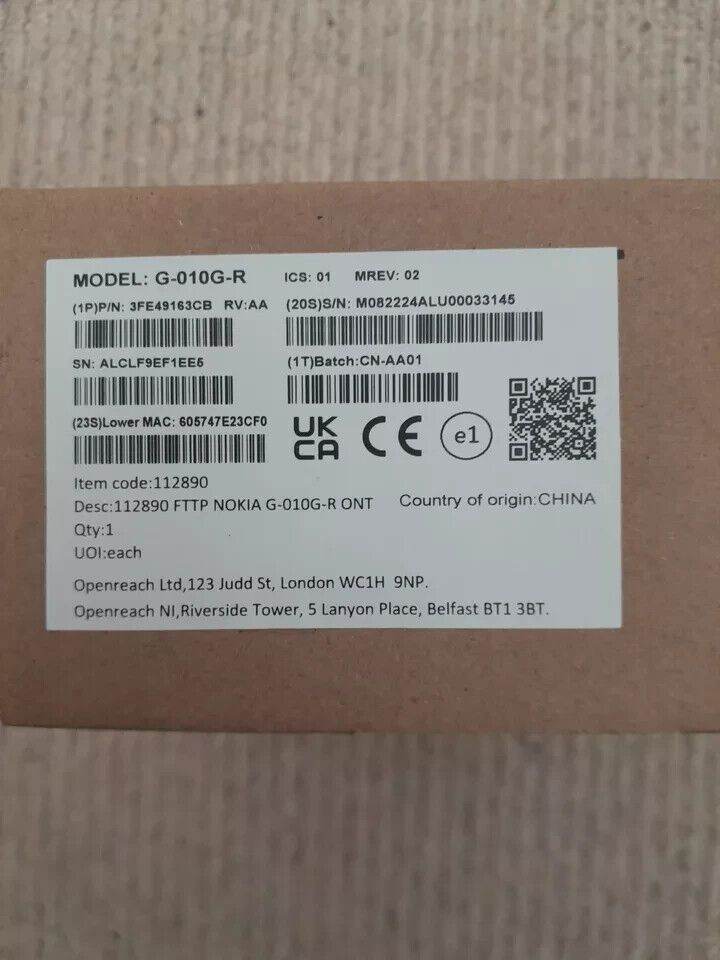 MODEL: G-010G-R ICS: 01 MREV: 02
(1P)P/N: 3FE49163CB RV:AA (20S)S/N: M082224ALU00033145
SN: ALCLF9EF1EE5 (1T)Batch:CN-AA01
(23S)Lower MAC: 605747E23CF0
UK
CA CE e1
Item code:112890
Desc:112890 FTTP NOKIA G-010G-R ONT Country of origin:CHINA
Qty:1
UOI:each
Openreach Ltd,123 Judd St, London WC1H 9NP.
Openreach NI,Riverside Tower, 5 Lanyon Place, Belfast BT1 3BT.